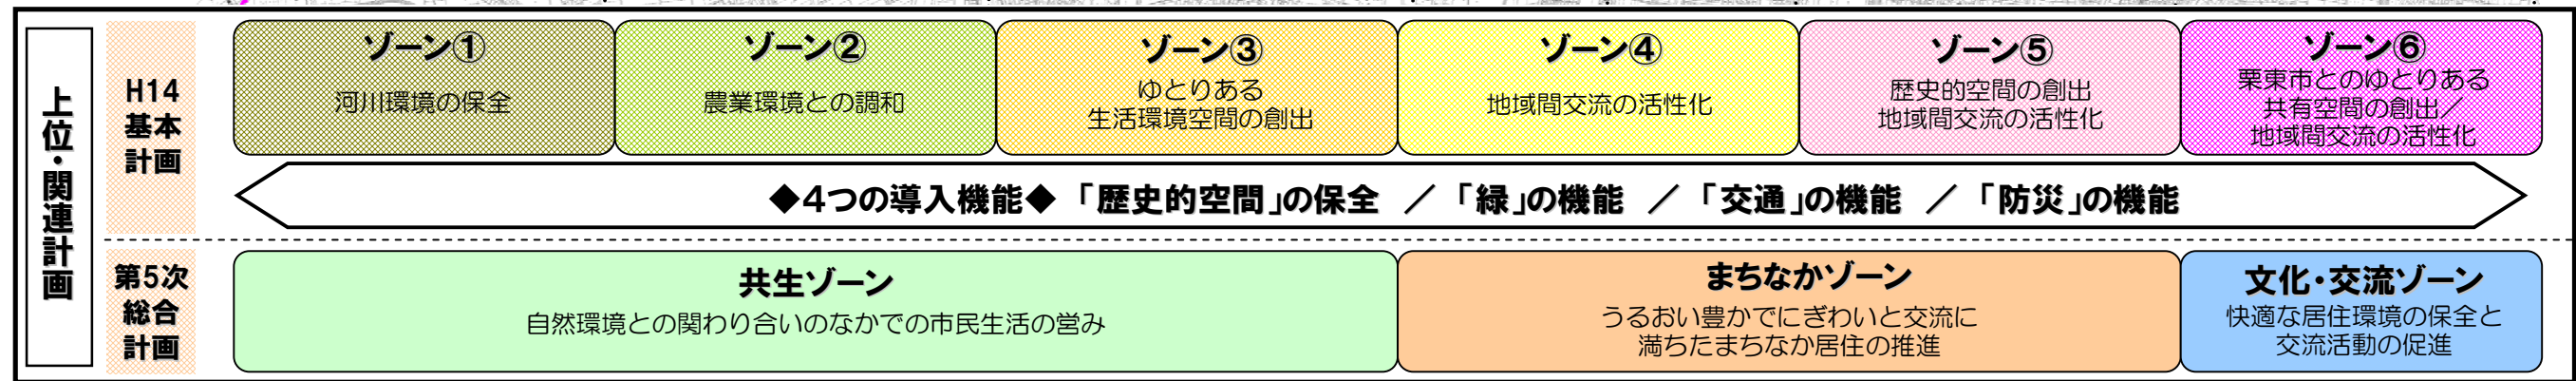 上位・関連計画
H14
基本
計画
ゾーン①
河川環境の保全
ゾーン②
農業環境との調和
ゾーン③
ゆとりある
生活環境空間の創出
ゾーン④
地域間交流の活性化
ゾーン⑤
歴史的空間の創出
地域間交流の活性化
ゾーン⑥
栗東市とのゆとりある
共有空間の創出／
地域間交流の活性化
◆4つの導入機能◆「歴史的空間」の保全 ／「緑」の機能 ／「交通」の機能 ／「防災」の機能
第5次
総合
計画
共生ゾーン
自然環境との関わり合いのなかでの市民生活の営み
まちなかゾーン
うるおい豊かでにぎわいと交流に
満ちたまちなか居住の推進
文化・交流ゾーン
快適な居住環境の保全と
交流活動の促進